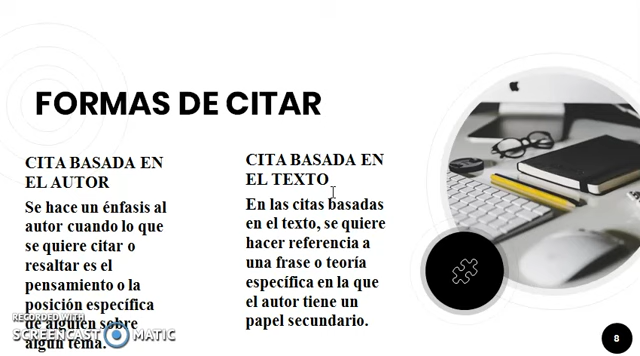 FORMAS DE CITAR
CITA BASADA EN
EL AUTOR
Se hace un énfasis al
autor cuando lo que
se quiere citar o
resaltar es el
pensamiento o la
posición específica
de alguien sobre
algún tema.
CITA BASADA EN
EL TEXTO
En las citas basadas
en el texto, se quiere
hacer referencia a
una frase o teoría
específica en la que
el autor tiene un
papel secundario.
RECORDED WITH
SCREENCAST MATIC
8